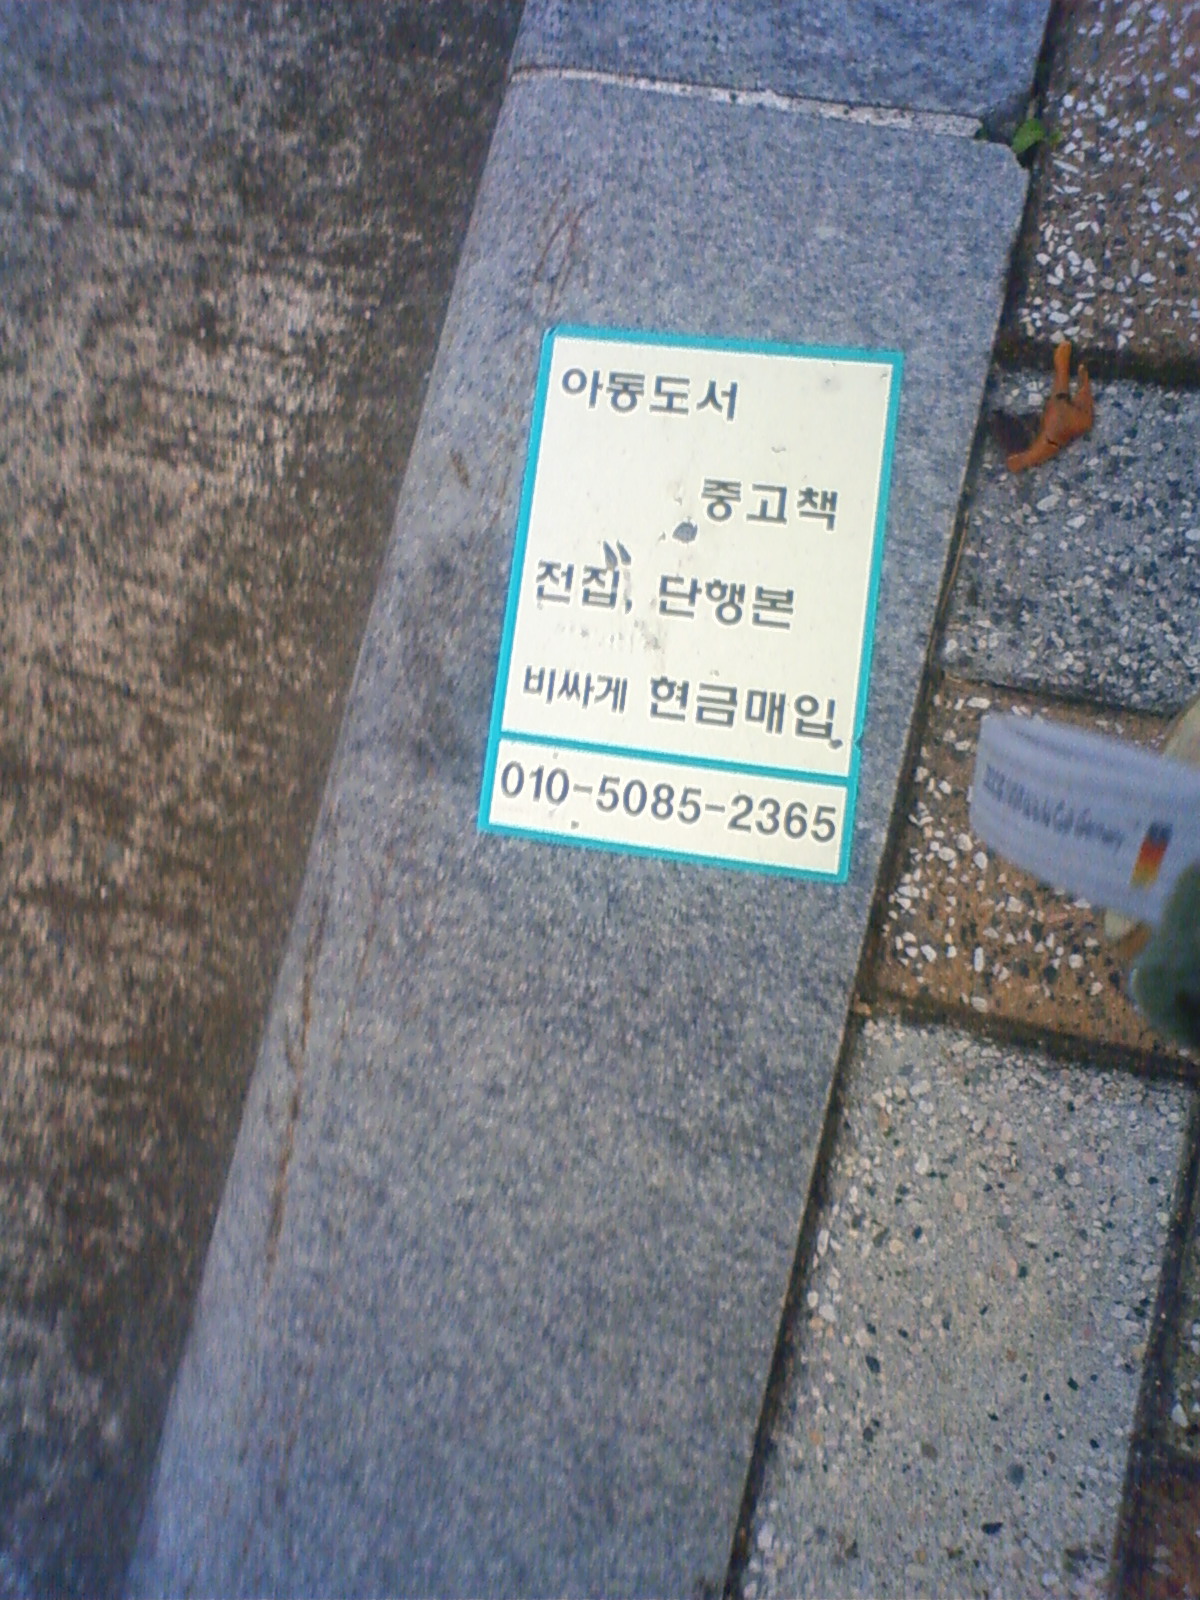 아동도서
중고책
전집, 단행본
비싸게 현금매입
010-5085-2365